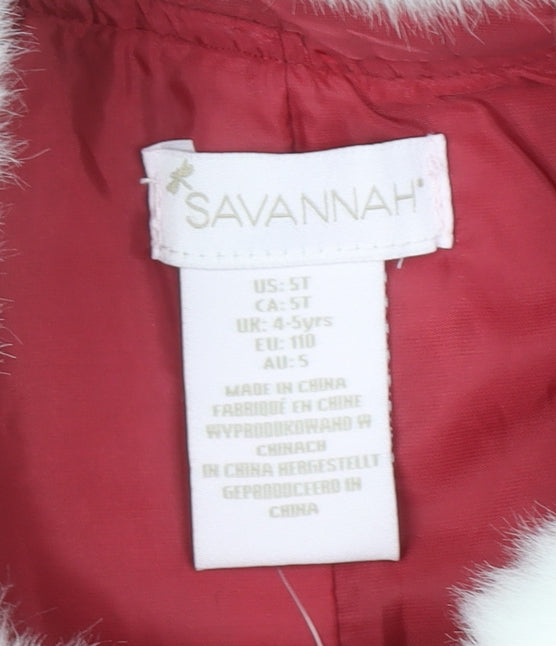 SAVANNAH
US: 5T
CA: 5T
UK: 4-5yrs
EU: 110
AU: 5
MADE IN CHINA
FABRIQUÉ EN CHINE
WYPRODUKOWANO W
CHINACH
IN CHINA HERGESTELLT
GEPRODUCEERD IN
CHINA